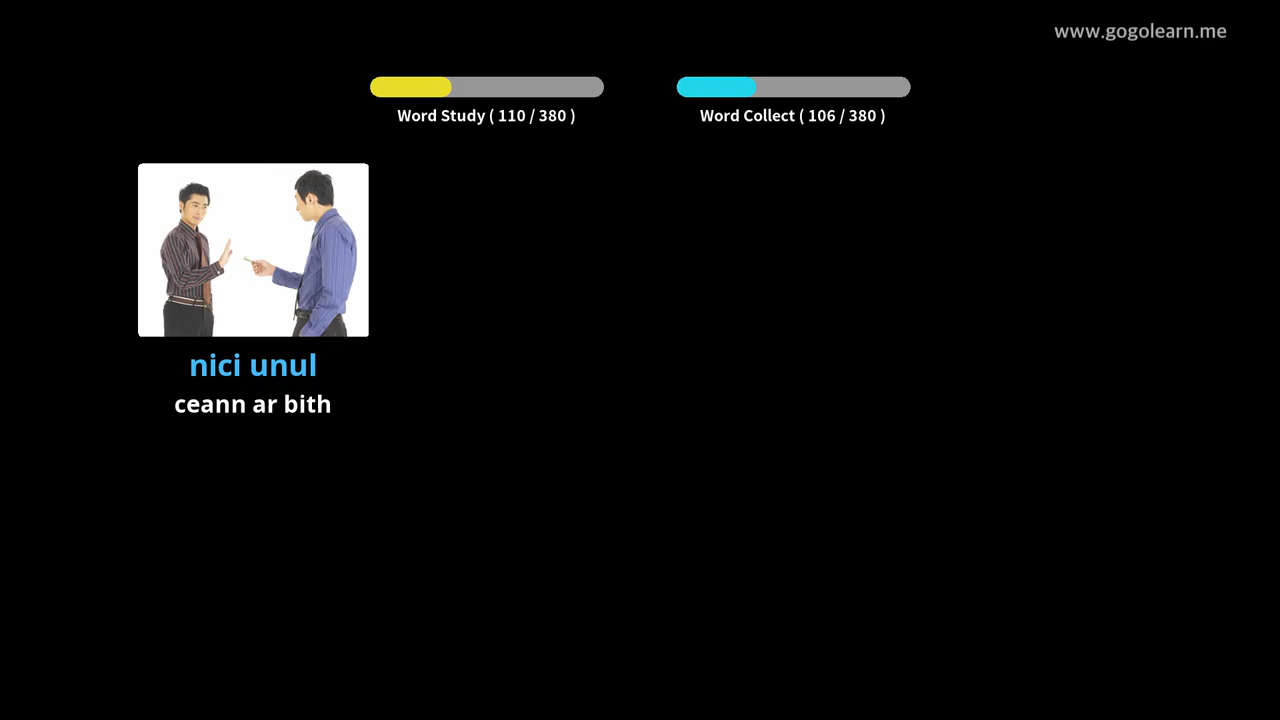 www.gogolearn.me
Word Study ( 110 / 380 )
Word Collect ( 106 / 380 )
nici unul
ceann ar bith